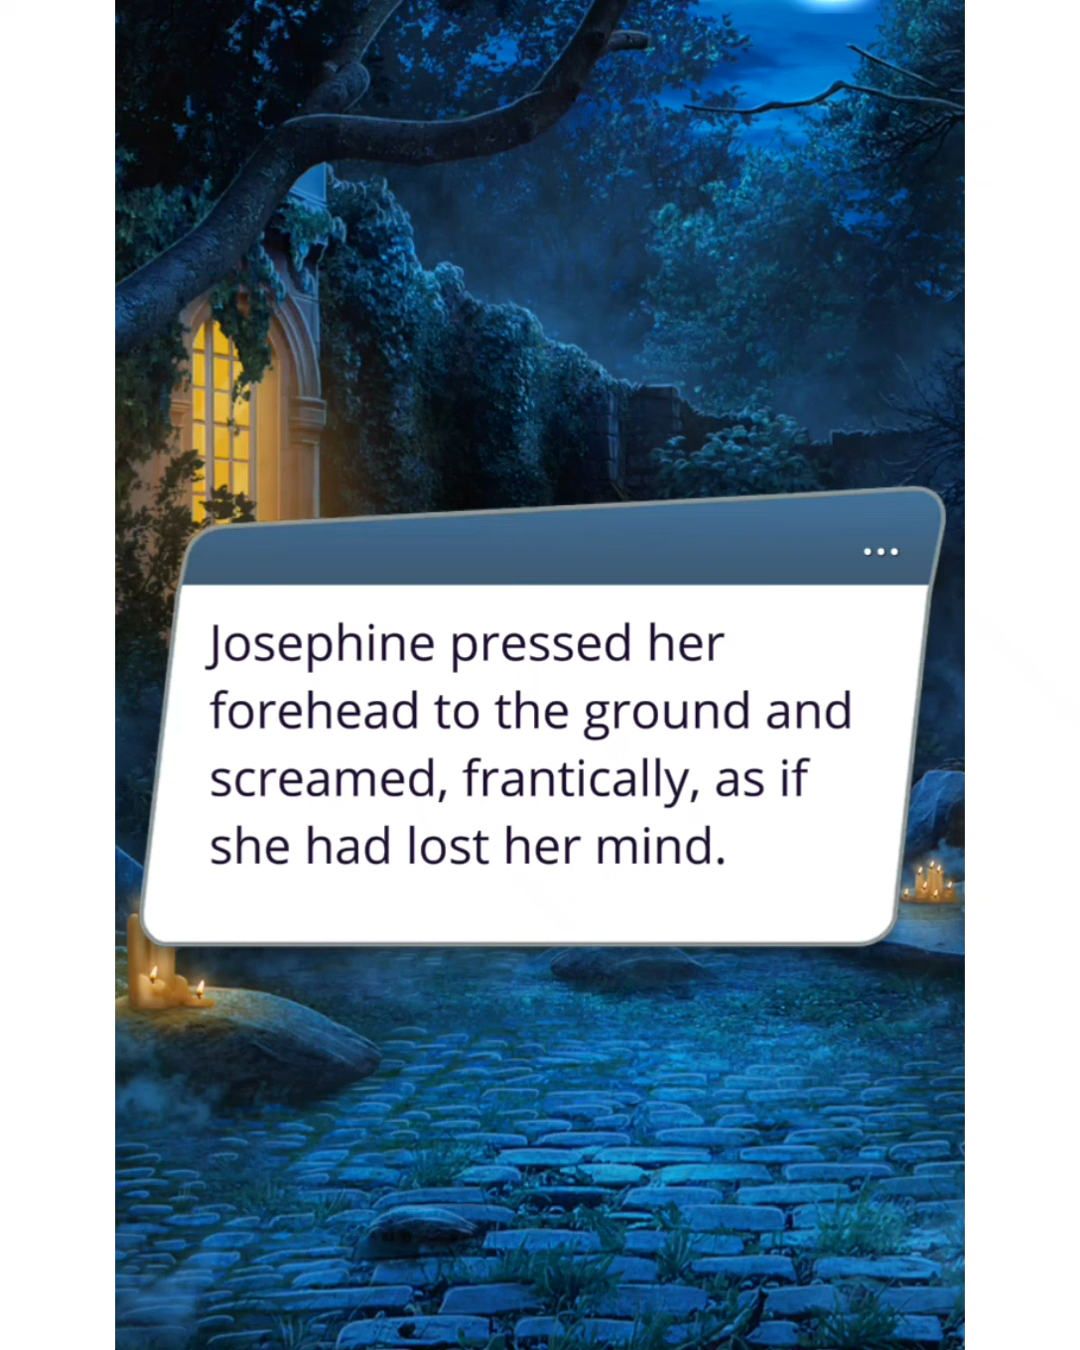 ...
Josephine pressed her
forehead to the ground and
screamed, frantically, as if
she had lost her mind.